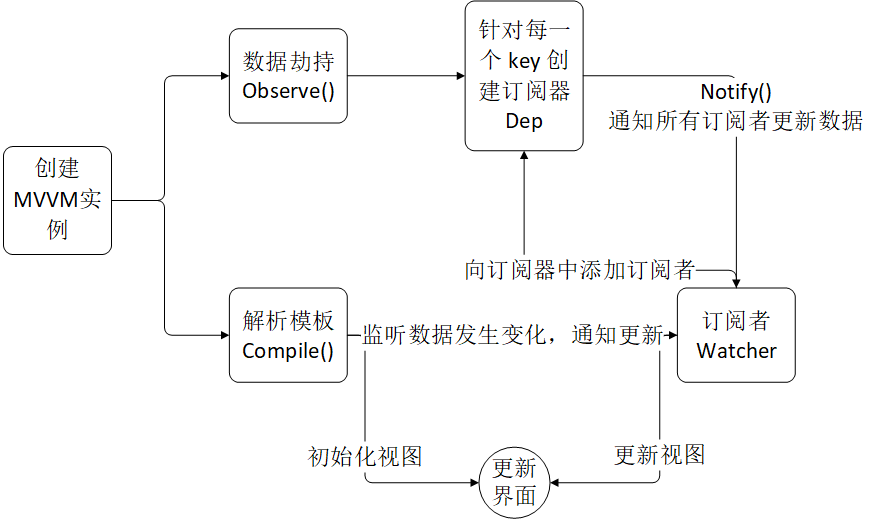 创建
MVVM实
例
数据劫持
Observe()
针对每一
个 key 创
建订阅器
Dep
Notify()
通知所有订阅者更新数据
向订阅器中添加订阅者
解析模板
Compile()
监听数据发生变化，通知更新
订阅者
Watcher
初始化视图
更新视图
更新
界面